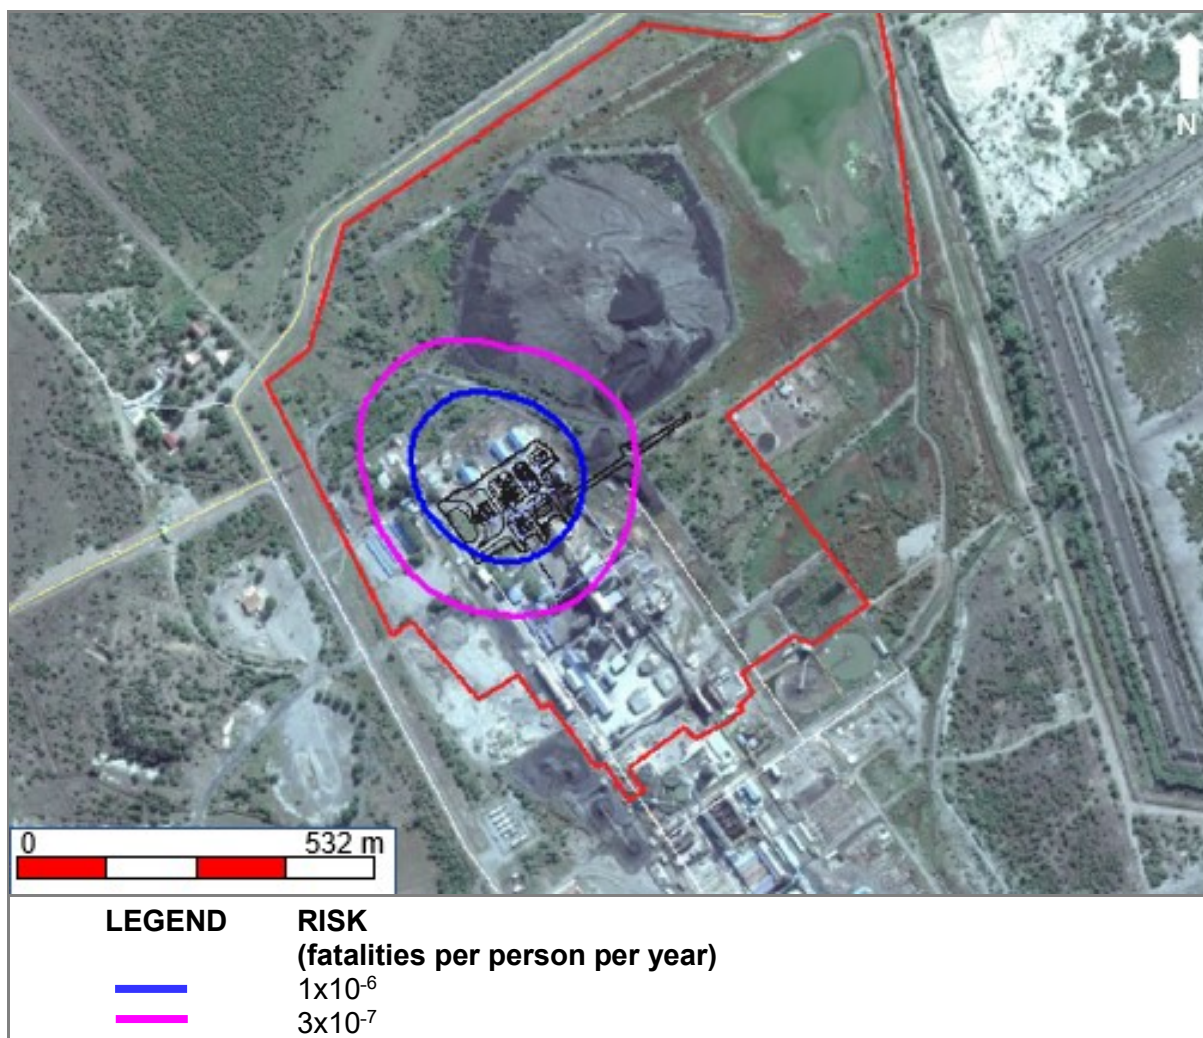 N
0 532 m
LEGEND RISK
(fatalities per person per year)
1x10⁻⁶
3x10⁻⁷